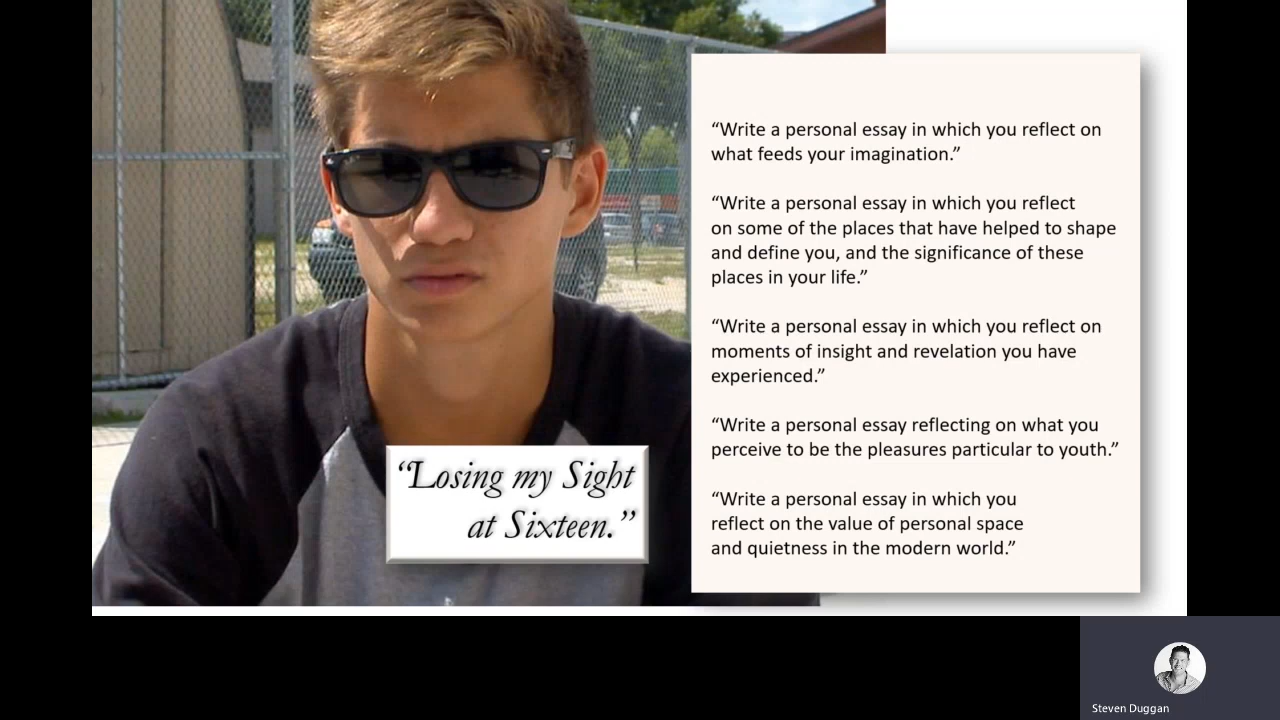 “Losing my Sight
at Sixteen.”
“Write a personal essay in which you reflect on
what feeds your imagination.”
“Write a personal essay in which you reflect
on some of the places that have helped to shape
and define you, and the significance of these
places in your life.”
“Write a personal essay in which you reflect on
moments of insight and revelation you have
experienced.”
“Write a personal essay reflecting on what you
perceive to be the pleasures particular to youth.”
“Write a personal essay in which you
reflect on the value of personal space
and quietness in the modern world.”
Steven Duggan